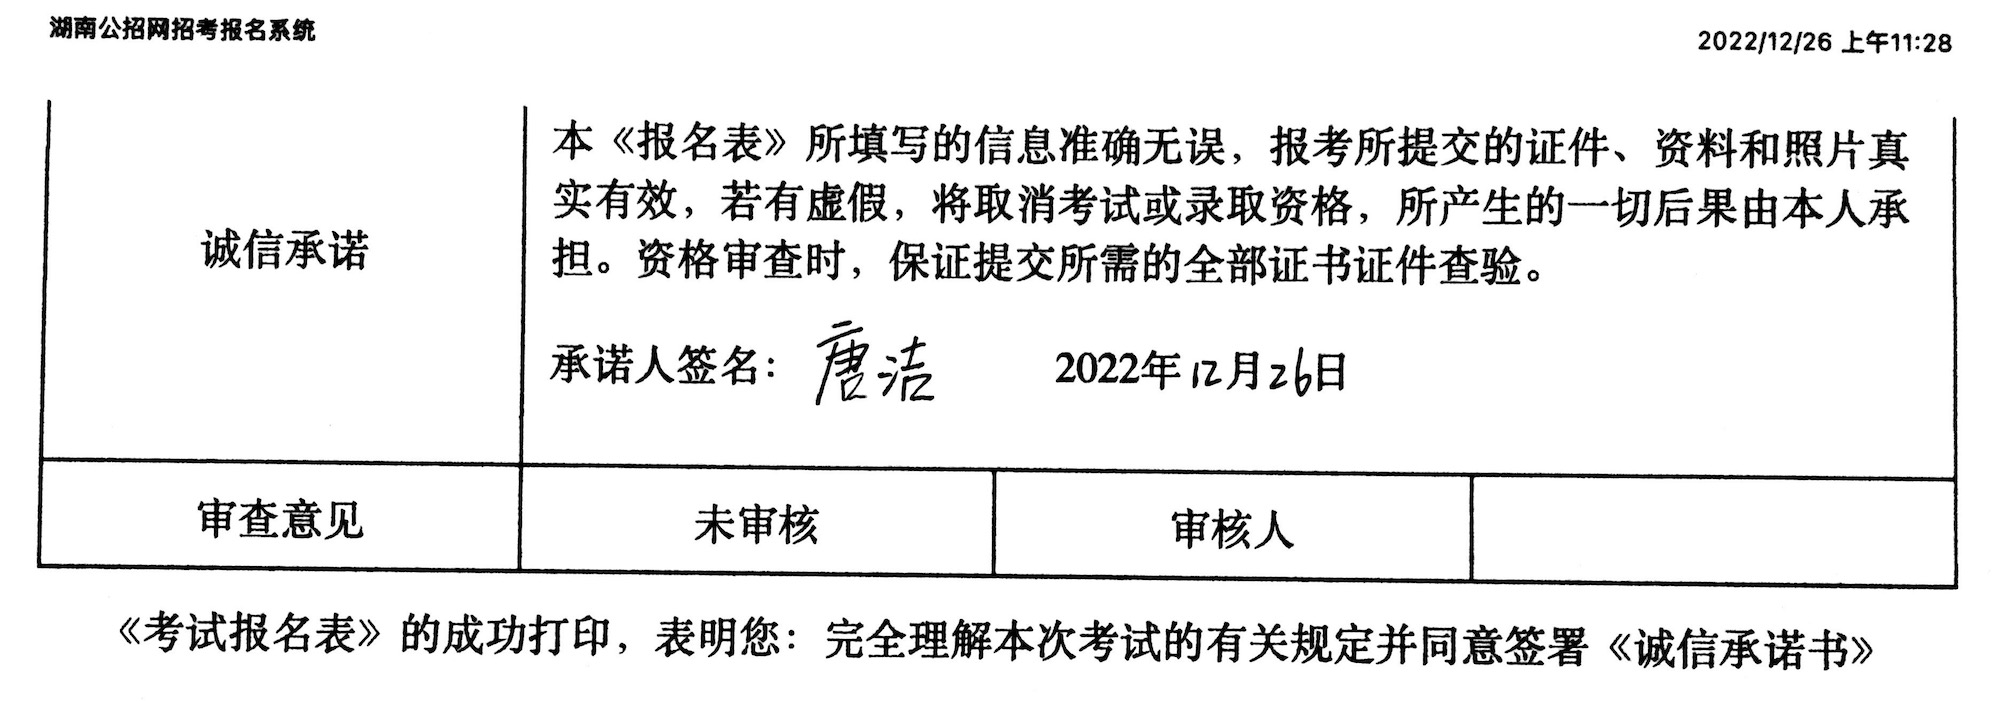 湖南公招网招考报名系统
2022/12/26 上午11:28
本《报名表》所填写的信息准确无误，报考所提交的证件、资料和照片真
实有效，若有虚假，将取消考试或录取资格，所产生的一切后果由本人承
担。资格审查时，保证提交所需的全部证书证件查验。
诚信承诺
承诺人签名：唐洁 2022年12月26日
审查意见 未审核 审核人
《考试报名表》的成功打印，表明您：完全理解本次考试的有关规定并同意签署《诚信承诺书》